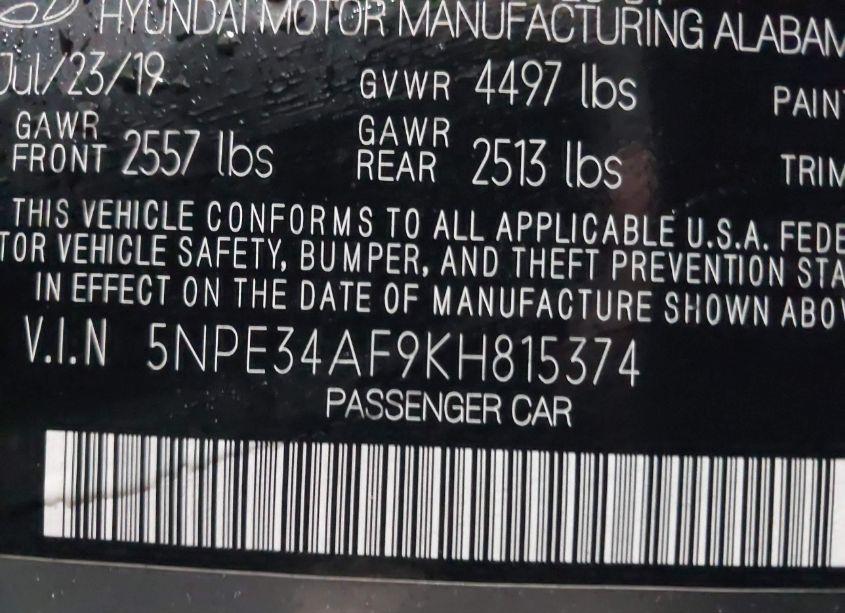 HYUNDAI MOTOR MANUFACTURING ALABAM
Jul/23/19 GVWR 4497 lbs PAIN
GAWR FRONT 2557 lbs GAWR REAR 2513 lbs TRIM
THIS VEHICLE CONFORMS TO ALL APPLICABLE U.S.A. FEDE
TOR VEHICLE SAFETY, BUMPER, AND THEFT PREVENTION STA
IN EFFECT ON THE DATE OF MANUFACTURE SHOWN ABOV
V.I.N 5NPE34AF9KH815374
PASSENGER CAR